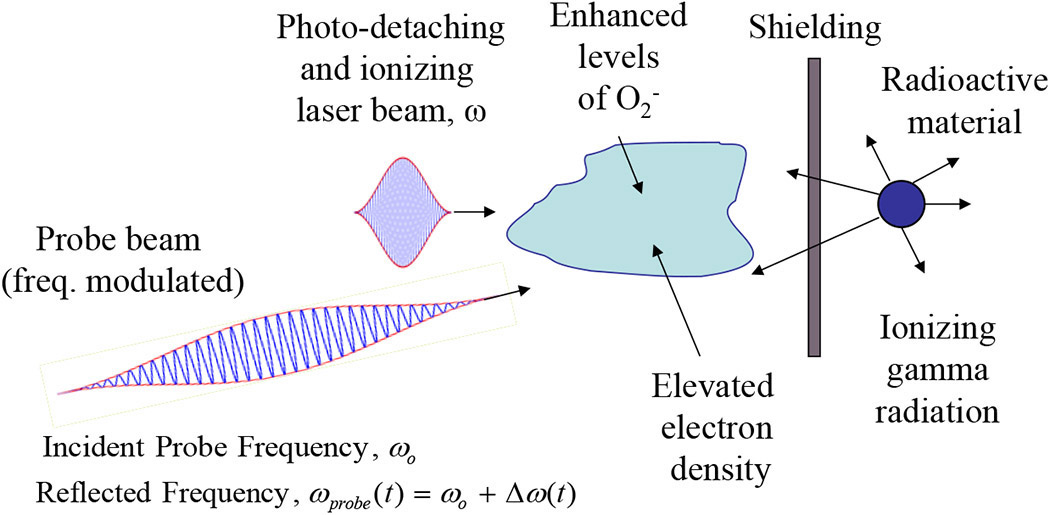 Photo-detaching
and ionizing
laser beam, ω
Enhanced
levels
of O₂⁻
Shielding
Radioactive
material
Probe beam
(freq. modulated)
Elevated
electron
density
Ionizing
gamma
radiation
Incident Probe Frequency, ωₒ
Reflected Frequency, ω_probe(t) = ωₒ + Δω(t)